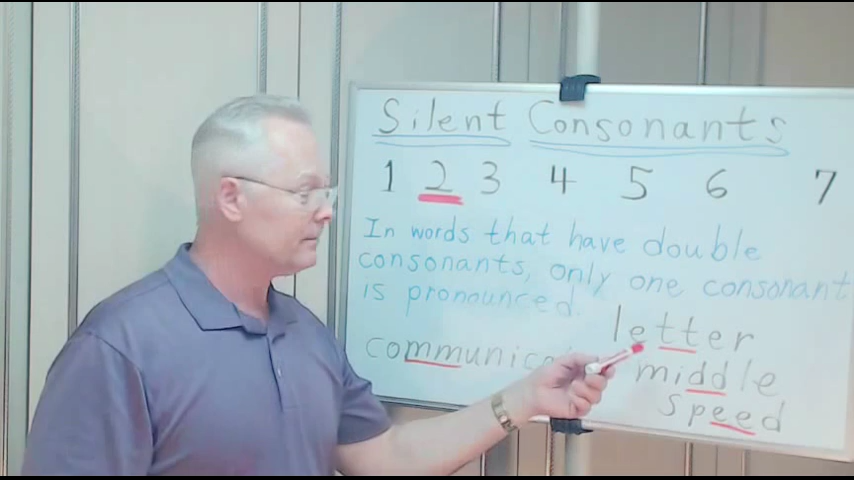 Silent Consonants
1 2 3 4 5 6 7
In words that have double
consonants, only one consonant
is pronounced.
letter
middle
speed